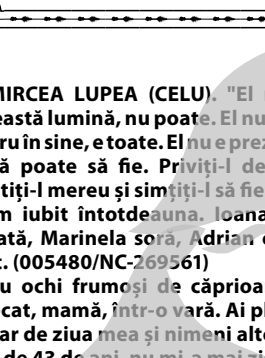 MIRCEA LUPEA (CELU). "El
eastă lumină, nu poate. El nu
ru în sine, e toate. El nu e prez
ă poate să fie. Priviți-l de
tiți-l mereu și simțiți-l să fie
m iubit întotdeauna. Ioana
ată, Marinela soră, Adrian
t. (005480/NC-269561)
u ochi frumoși de căprioa
cat, mamă, într-o vară. Ai pl
ar de ziua mea și nimeni alt
de 43 de ani, nu mi-a mai